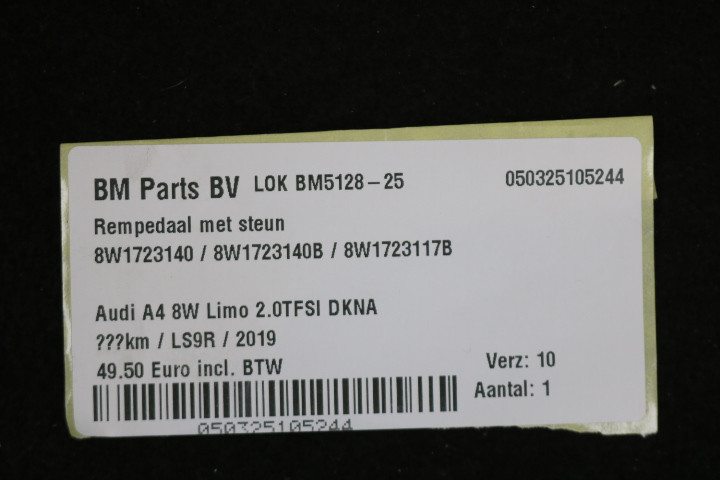 BM Parts BV LOK BM5128-25 050325105244
Rempedaal met steun
8W1723140 / 8W1723140B / 8W1723117B
Audi A4 8W Limo 2.0TFSI DKNA
???km / LS9R / 2019
49.50 Euro incl. BTW
Verz: 10
Aantal: 1
050325105244